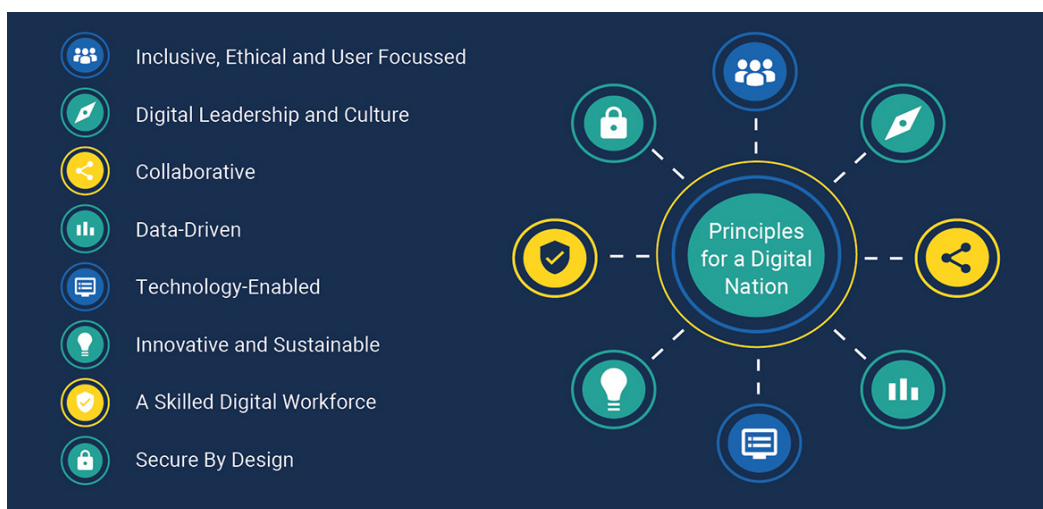 Inclusive, Ethical and User Focussed
Digital Leadership and Culture
Collaborative
Data-Driven
Technology-Enabled
Innovative and Sustainable
A Skilled Digital Workforce
Secure By Design
Principles
for a Digital
Nation